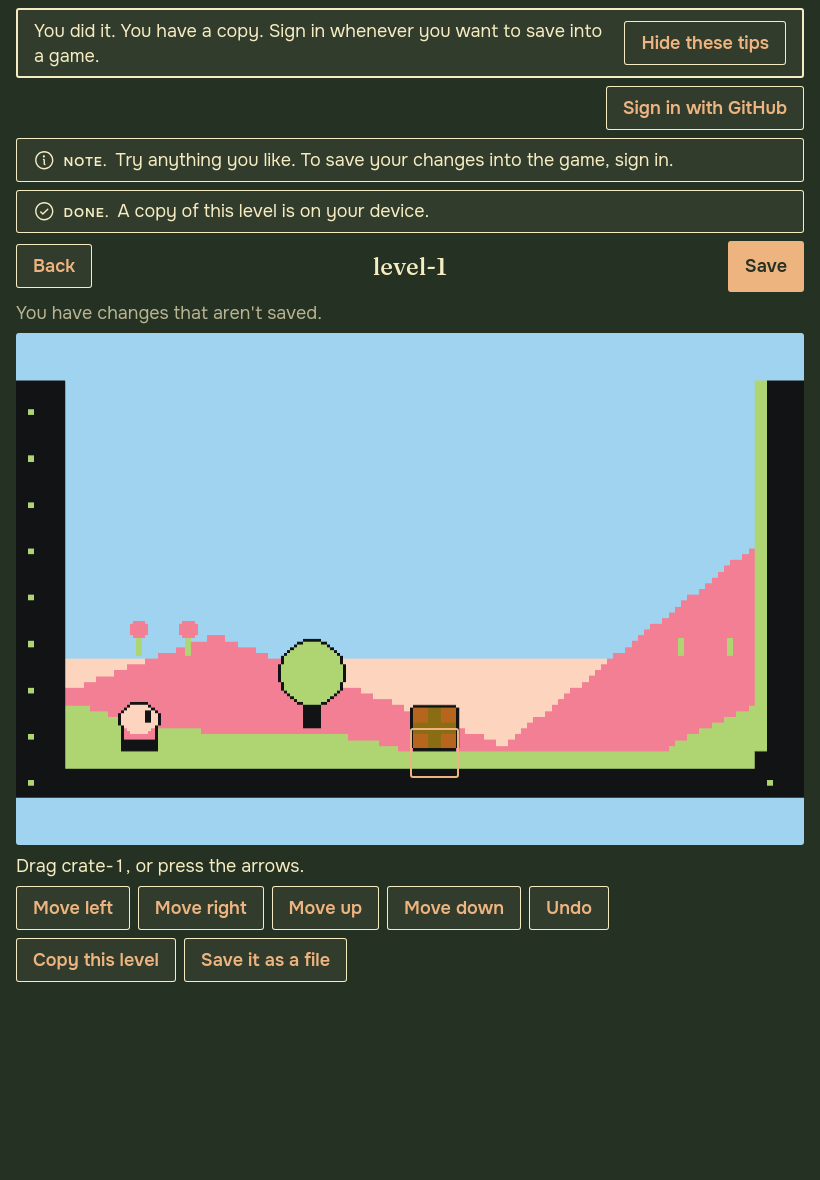 You did it. You have a copy. Sign in whenever you want to save into
a game.
Hide these tips
Sign in with GitHub
NOTE. Try anything you like. To save your changes into the game, sign in.
DONE. A copy of this level is on your device.
Back
level-1
Save
You have changes that aren't saved.
Drag crate-1, or press the arrows.
Move left
Move right
Move up
Move down
Undo
Copy this level
Save it as a file